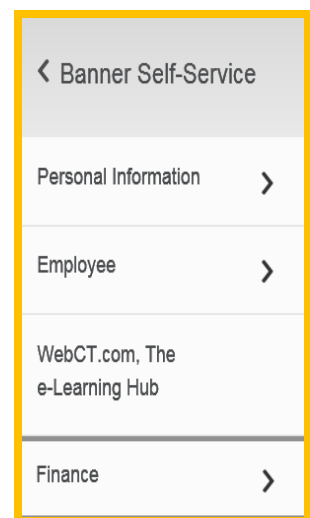 Banner Self-Service
Personal Information
Employee
WebCT.com, The
e-Learning Hub
Finance